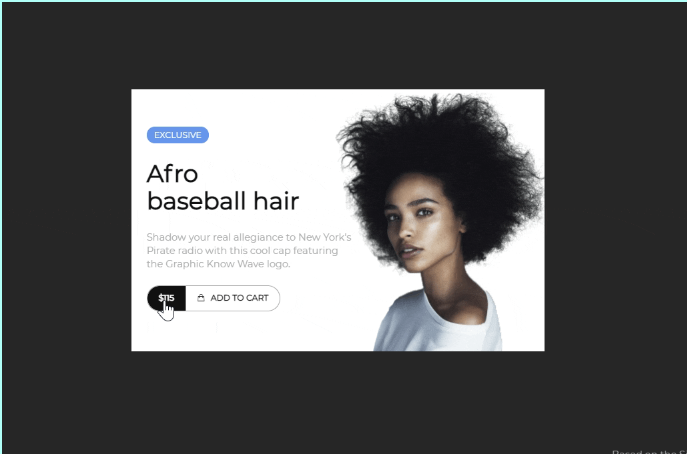 EXCLUSIVE
Afro
baseball hair
Shadow your real allegiance to New York's
Pirate radio with this cool cap featuring
the Graphic Know Wave logo.
$115 ADD TO CART
Based on the